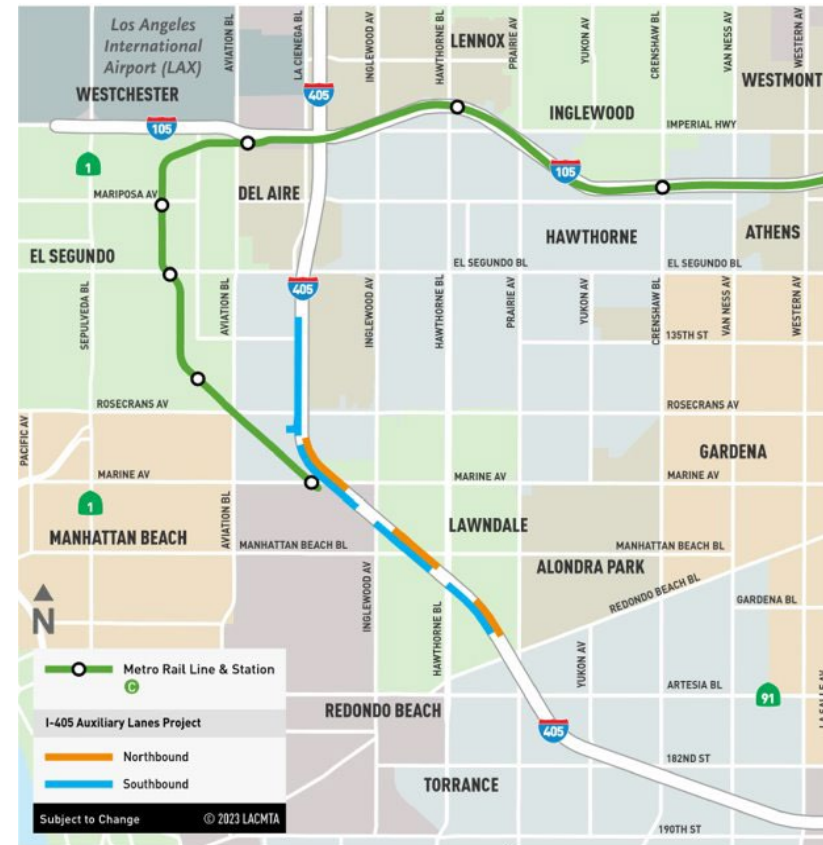 Los Angeles
International
Airport (LAX)
AVIATION BL
LA CIENEGA BL
INGLEWOOD AV
HAWTHORNE BL
LENNOX
PRAIRIE AV
YUKON AV
CRENSHAW BL
VAN NESS AV
WESTERN AV
WESTMONT
WESTCHESTER
405
INGLEWOOD
IMPERIAL HWY
105
1
105
MARIPOSA AV
DEL AIRE
EL SEGUNDO
HAWTHORNE
ATHENS
EL SEGUNDO BL
EL SEGUNDO BL
405
SEPULVEDA BL
AVIATION BL
INGLEWOOD AV
HAWTHORNE BL
PRAIRIE AV
YUKON AV
CRENSHAW BL
VAN NESS AV
WESTERN AV
135TH ST
ROSECRANS AV
ROSECRANS AV
PACIFIC AV
GARDENA
MARINE AV
MARINE AV
MARINE AV
1
MANHATTAN BEACH
AVIATION BL
LAWNDALE
MANHATTAN BEACH BL
MANHATTAN BEACH BL
ALONDRA PARK
REDONDO BEACH BL
GARDENA BL
N
INGLEWOOD AV
HAWTHORNE BL
YUKON AV
Metro Rail Line & Station
C
ARTESIA BL
91
REDONDO BEACH
I-405 Auxiliary Lanes Project
405
Northbound
182ND ST
Southbound
TORRANCE
Subject to Change
© 2023 LACMTA
190TH ST